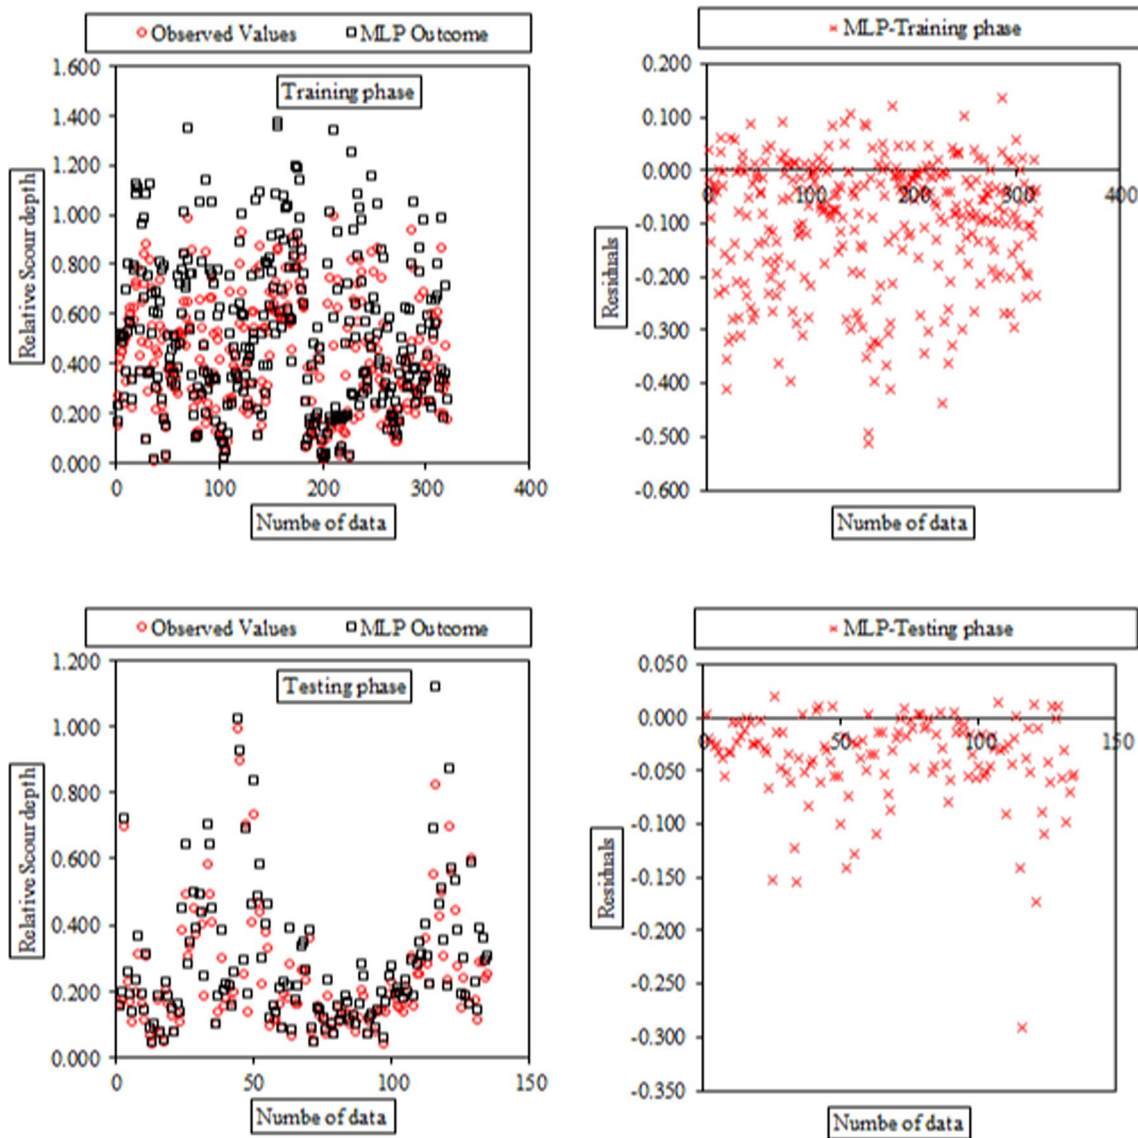 Observed Values MLP Outcome
Training phase
1.600
1.400
1.200
1.000
0.800
0.600
0.400
0.200
0.000
Relative Scour depth
0 100 200 300 400
Numbe of data
MLP-Training phase
0.200
0.100
0.000
-0.100
-0.200
-0.300
-0.400
-0.500
-0.600
Residuals
0 100 200 300 400
Numbe of data
Observed Values MLP Outcome
Testing phase
1.200
1.000
0.800
0.600
0.400
0.200
0.000
Relative Scour depth
0 50 100 150
Numbe of data
MLP-Testing phase
0.050
0.000
-0.050
-0.100
-0.150
-0.200
-0.250
-0.300
-0.350
Residuals
0 50 100 150
Numbe of data